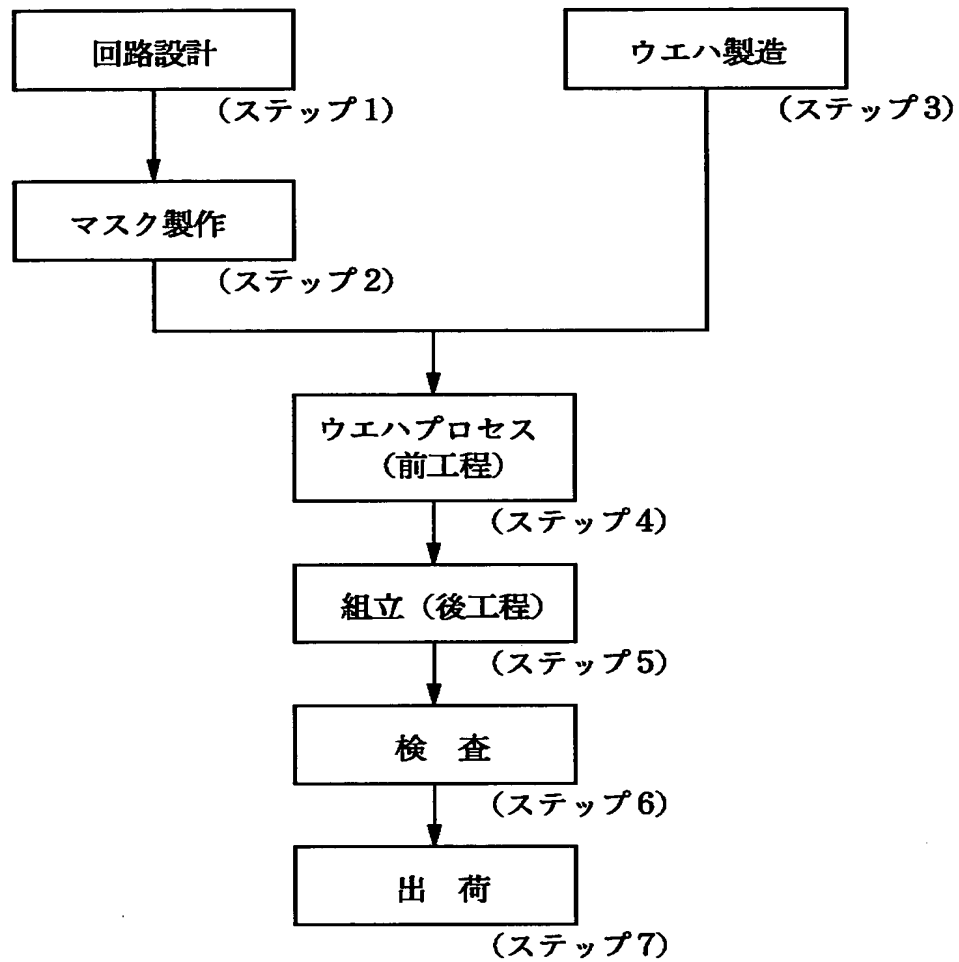 回路設計
(ステップ1)
ウエハ製造
(ステップ3)
マスク製作
(ステップ2)
ウエハプロセス
(前工程)
(ステップ4)
組立(後工程)
(ステップ5)
検 査
(ステップ6)
出 荷
(ステップ7)